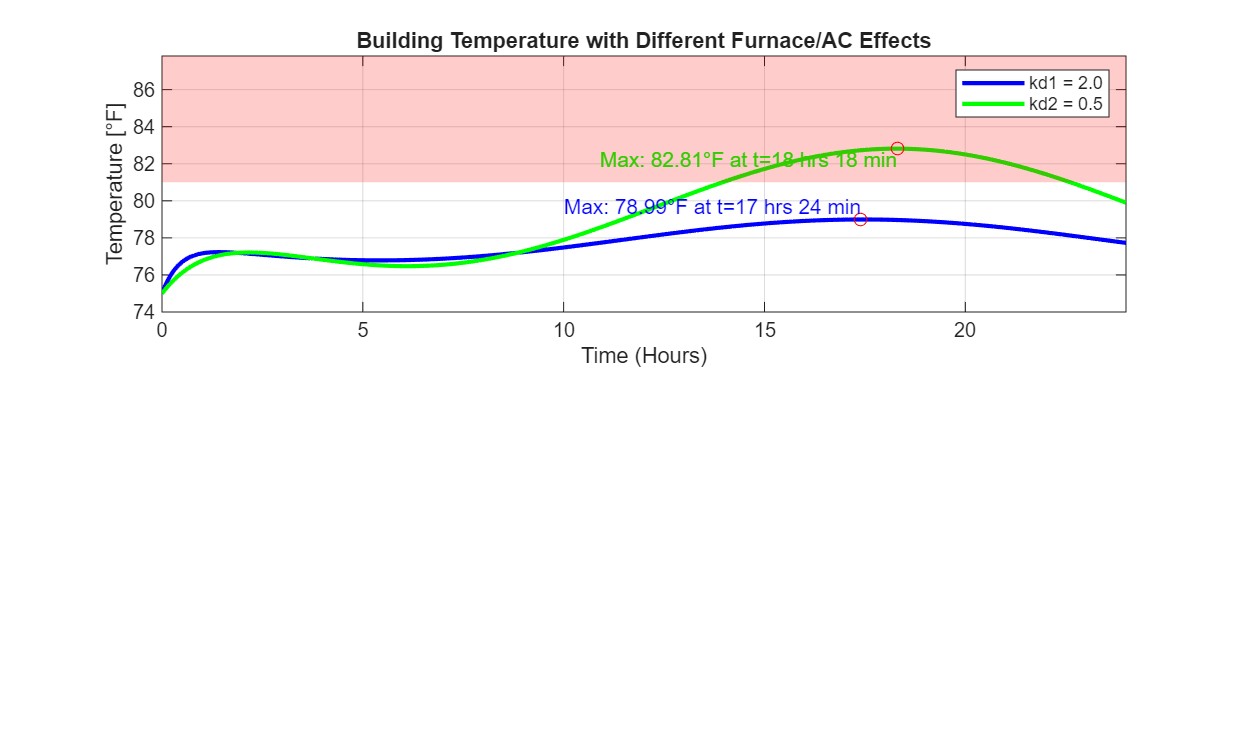 Building Temperature with Different Furnace/AC Effects
kd1 = 2.0
kd2 = 0.5
Max: 82.81°F at t=18 hrs 18 min
Max: 78.99°F at t=17 hrs 24 min
Temperature [°F]
86
84
82
80
78
76
74
0 5 10 15 20
Time (Hours)